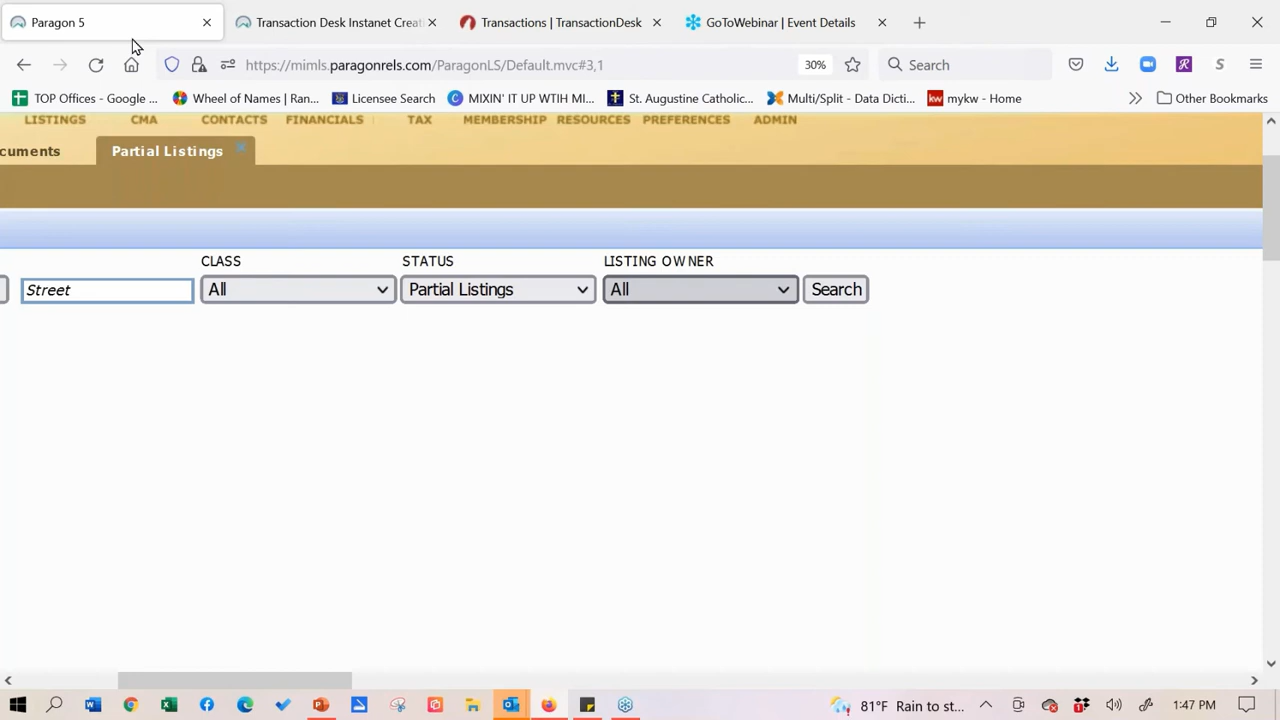 Paragon 5
Transaction Desk Instanet Creati
Transactions | TransactionDesk
GoToWebinar | Event Details
https://mimls.paragonrels.com/ParagonLS/Default.mvc#3,1
30%
Search
TOP Offices - Google ...
Wheel of Names | Ran...
Licensee Search
MIXIN' IT UP WTIH MI...
St. Augustine Catholic...
Multi/Split - Data Dicti...
mykw - Home
Other Bookmarks
LISTINGS
CMA
CONTACTS
FINANCIALS
TAX
MEMBERSHIP
RESOURCES
PREFERENCES
ADMIN
cuments
Partial Listings
CLASS
STATUS
LISTING OWNER
Street
All
Partial Listings
All
Search
81°F Rain to st...
1:47 PM